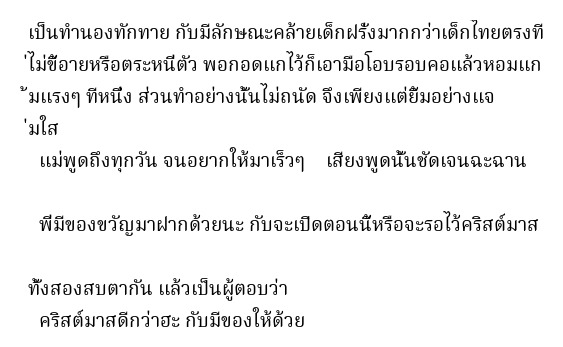 เป็นทำนองทักทาย กับมีลักษณะคล้ายเด็กฝรั่งมากกว่าเด็กไทยตรงที
่ไม่ขี้อายหรือตระหนี่ตัว พอกอดแกไว้ก็เอามือโอบรอบคอแล้วหอมแก
้มแรงๆ ทีหนึ่ง ส่วนทำอย่างนั้นไม่ถนัด จึงเพียงแต่ยิ้มอย่างแจ
่มใส
แม่พูดถึงทุกวัน จนอยากให้มาเร็วๆ เสียงพูดนั้นชัดเจนฉะฉาน
พี่มีของขวัญมาฝากด้วยนะ กับจะเปิดตอนนี้หรือจะรอไว้คริสต์มาส
ทั้งสองสบตากัน แล้วเป็นผู้ตอบว่า
คริสต์มาสดีกว่าฮะ กับมีของให้ด้วย